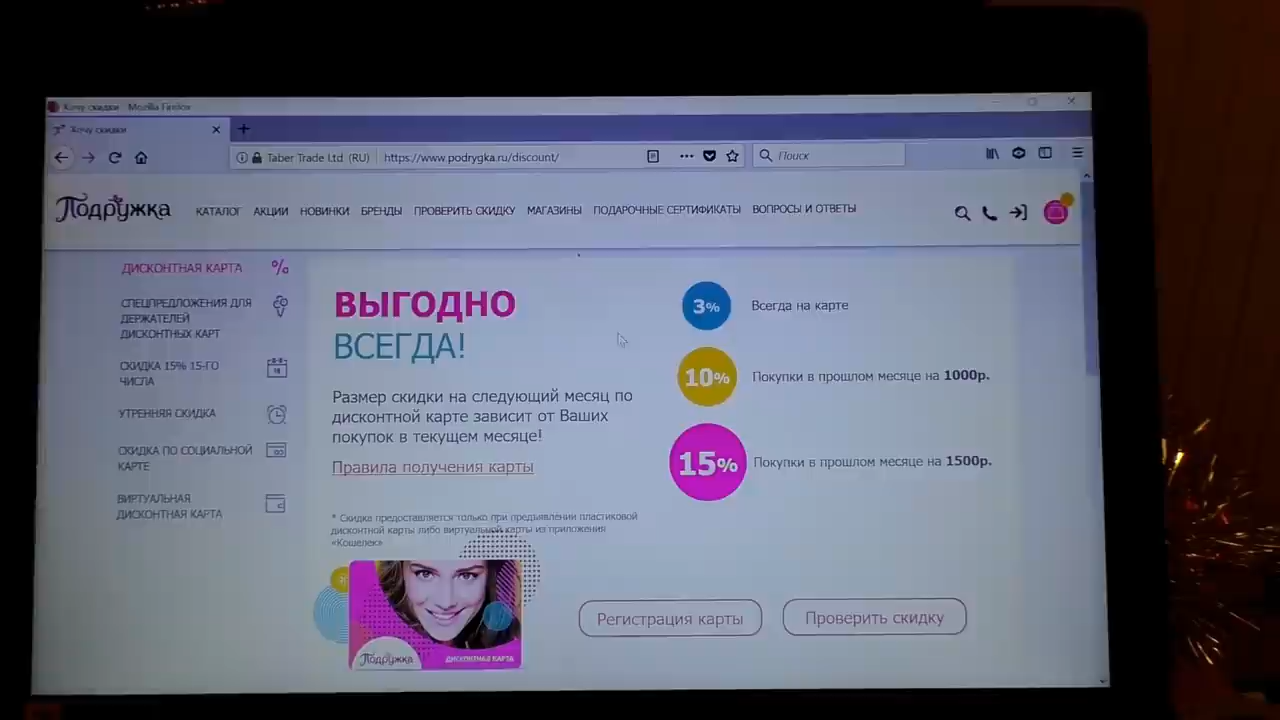 Хочу скидки - Mozilla Firefox
Хочу скидки
Taber Trade Ltd. (RU)
https://www.podrygka.ru/discount/
Поиск
Подружка
КАТАЛОГ
АКЦИИ
НОВИНКИ
БРЕНДЫ
ПРОВЕРИТЬ СКИДКУ
МАГАЗИНЫ
ПОДАРОЧНЫЕ СЕРТИФИКАТЫ
ВОПРОСЫ И ОТВЕТЫ
ДИСКОНТНАЯ КАРТА
%
СПЕЦПРЕДЛОЖЕНИЯ ДЛЯ
ДЕРЖАТЕЛЕЙ
ДИСКОНТНЫХ КАРТ
СКИДКА 15% 15-ГО
ЧИСЛА
УТРЕННЯЯ СКИДКА
СКИДКА ПО СОЦИАЛЬНОЙ
КАРТЕ
ВИРТУАЛЬНАЯ
ДИСКОНТНАЯ КАРТА
ВЫГОДНО
ВСЕГДА!
Размер скидки на следующий месяц по
дисконтной карте зависит от Ваших
покупок в текущем месяце!
Правила получения карты
* Скидка предоставляется только при предъявлении пластиковой
дисконтной карты либо виртуальной карты из приложения
«Кошелек»
3%
Всегда на карте
10%
Покупки в прошлом месяце на 1000р.
15%
Покупки в прошлом месяце на 1500р.
Подружка
ДИСКОНТНАЯ КАРТА
Регистрация карты
Проверить скидку